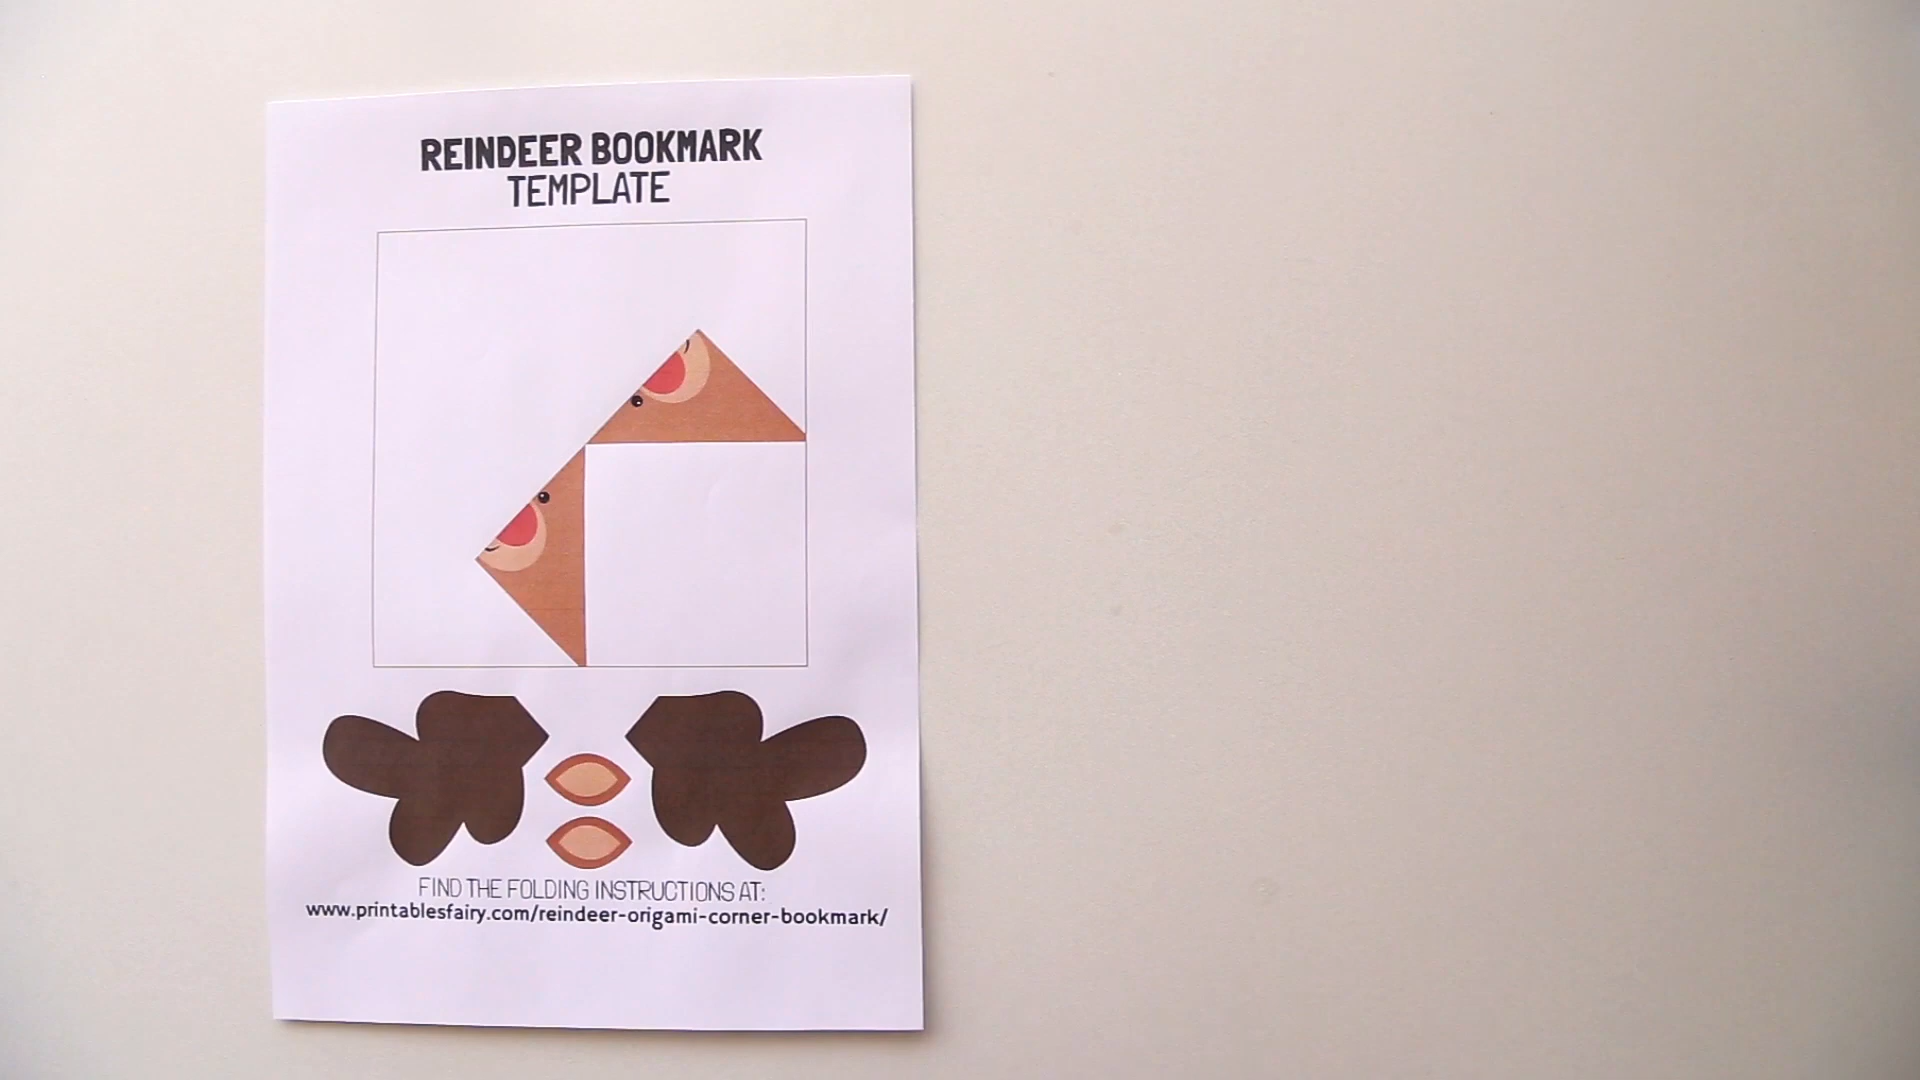 REINDEER BOOKMARK
TEMPLATE
FIND THE FOLDING INSTRUCTIONS AT:
www.printablesfairy.com/reindeer-origami-corner-bookmark/